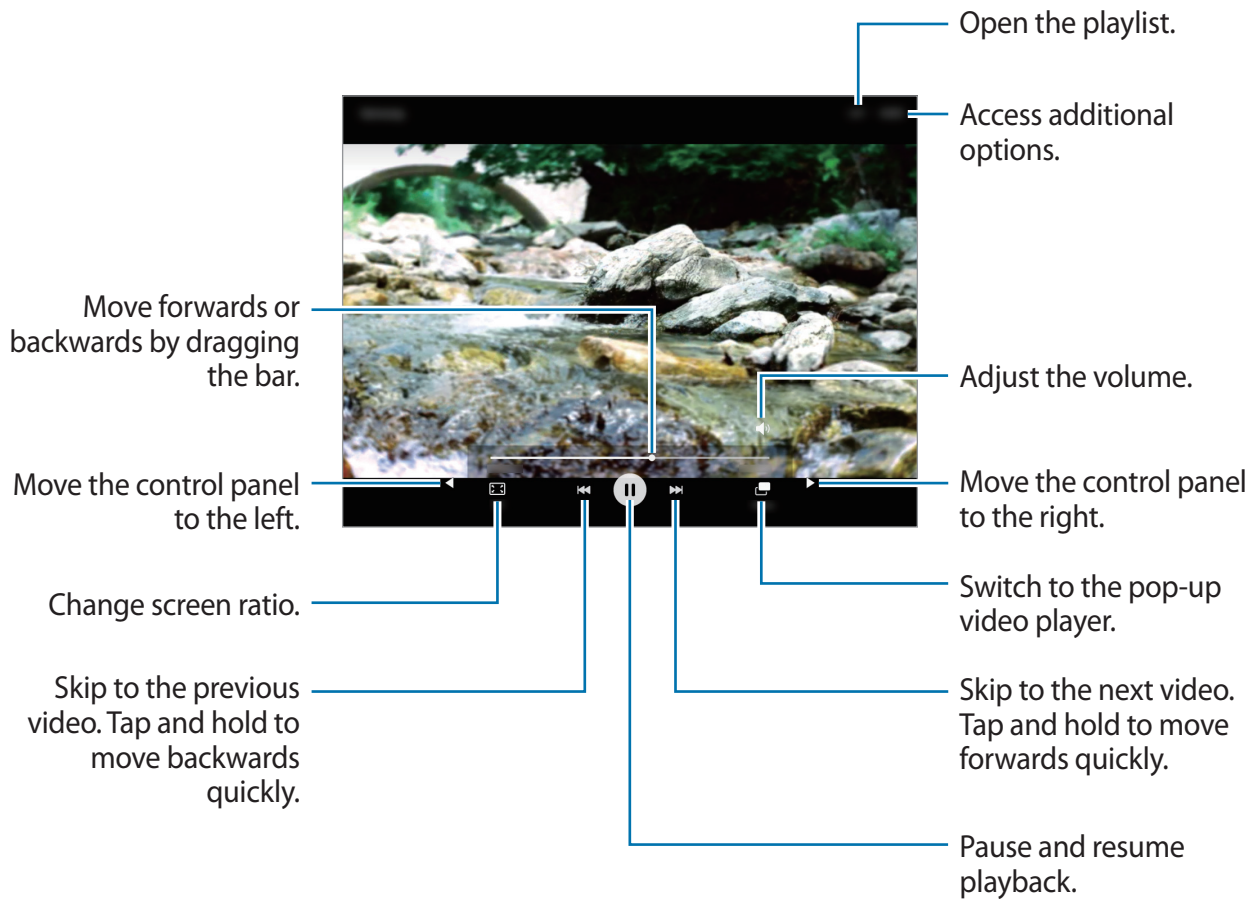 Open the playlist.
Access additional
options.
Move forwards or
backwards by dragging
the bar.
Adjust the volume.
Move the control panel
to the left.
Move the control panel
to the right.
Change screen ratio.
Switch to the pop-up
video player.
Skip to the previous
video. Tap and hold to
move backwards
quickly.
Skip to the next video.
Tap and hold to move
forwards quickly.
Pause and resume
playback.